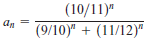 aₙ = (10/11)ⁿ / ((9/10)ⁿ + (11/12)ⁿ)